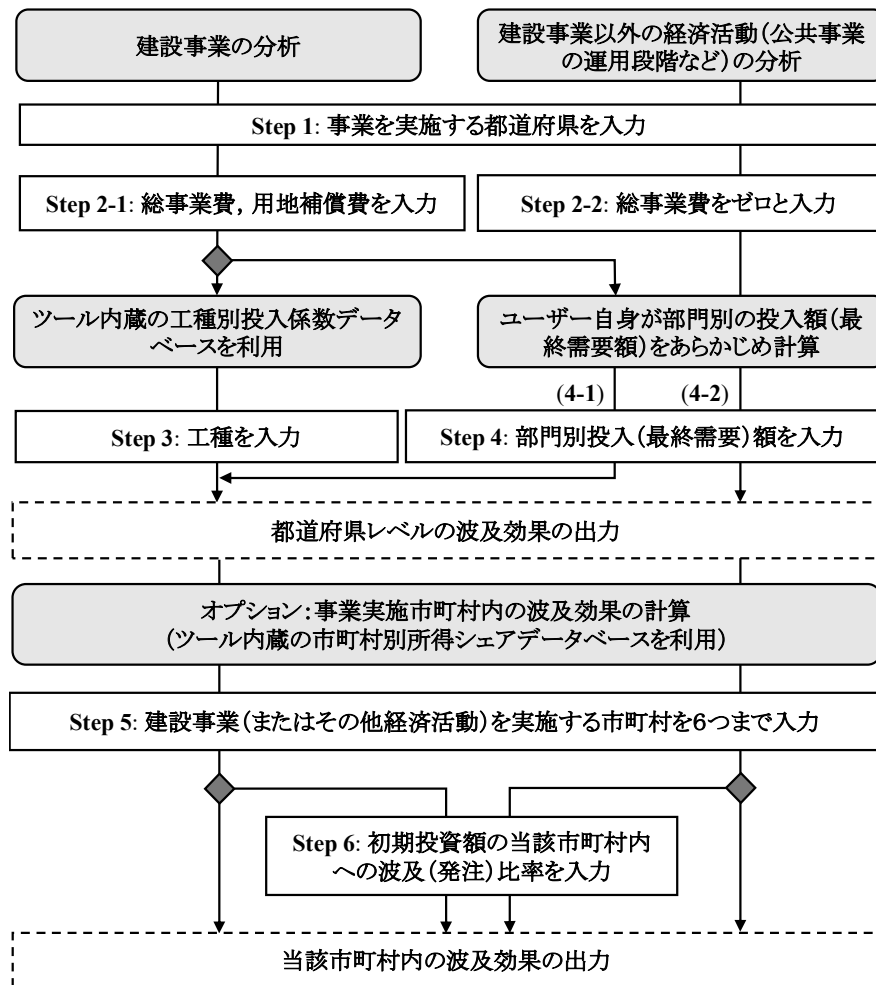 建設事業の分析
建設事業以外の経済活動(公共事業
の運用段階など)の分析
Step 1: 事業を実施する都道府県を入力
Step 2-1: 総事業費，用地補償費を入力
Step 2-2: 総事業費をゼロと入力
ツール内蔵の工種別投入係数データ
ベースを利用
ユーザー自身が部門別の投入額(最
終需要額)をあらかじめ計算
(4-1)
(4-2)
Step 3: 工種を入力
Step 4: 部門別投入(最終需要)額を入力
都道府県レベルの波及効果の出力
オプション：事業実施市町村内の波及効果の計算
(ツール内蔵の市町村別所得シェアデータベースを利用)
Step 5: 建設事業(またはその他経済活動)を実施する市町村を6つまで入力
Step 6: 初期投資額の当該市町村内
への波及(発注)比率を入力
当該市町村内の波及効果の出力